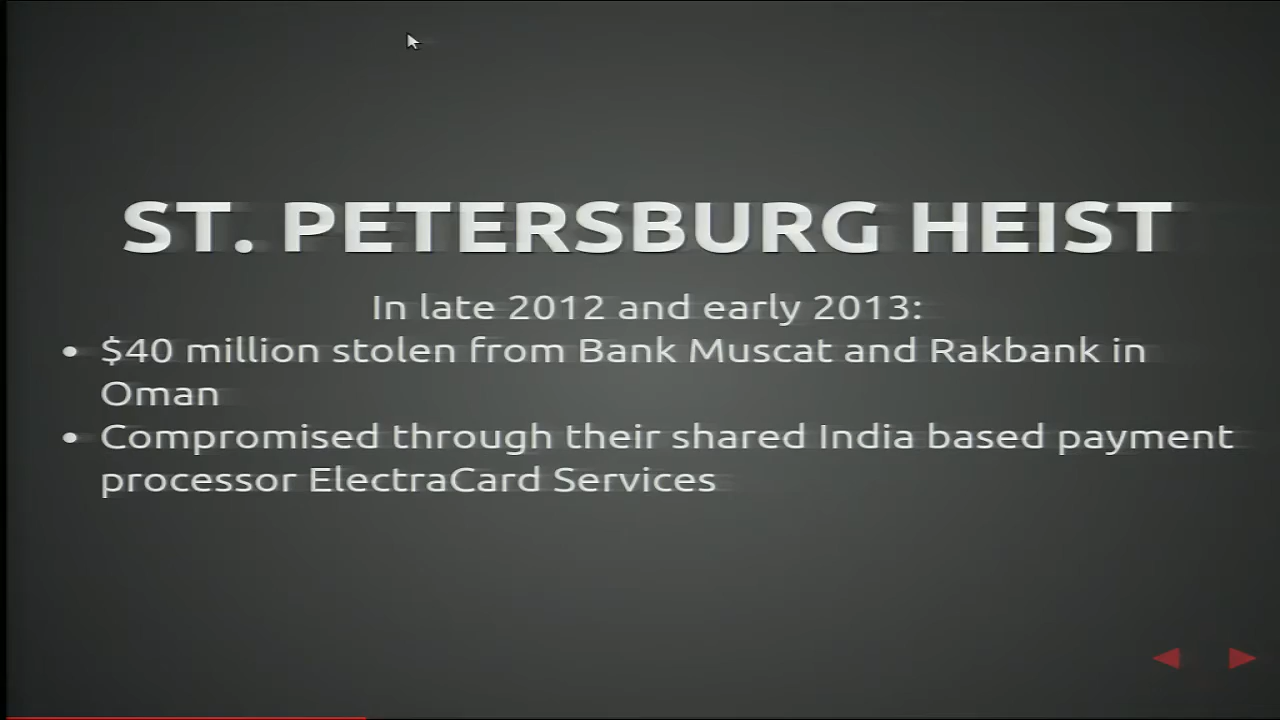 ST. PETERSBURG HEIST
In late 2012 and early 2013:
• $40 million stolen from Bank Muscat and Rakbank in
Oman
• Compromised through their shared India based payment
processor ElectraCard Services